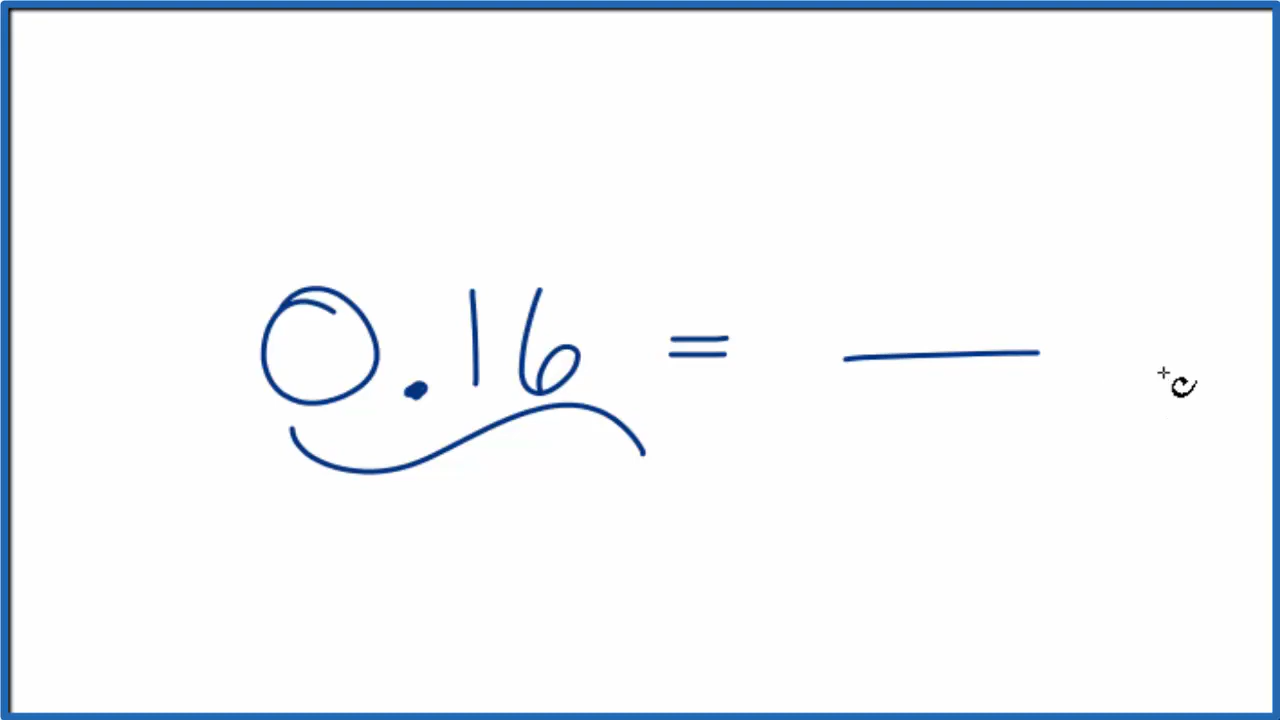 0.16 = —